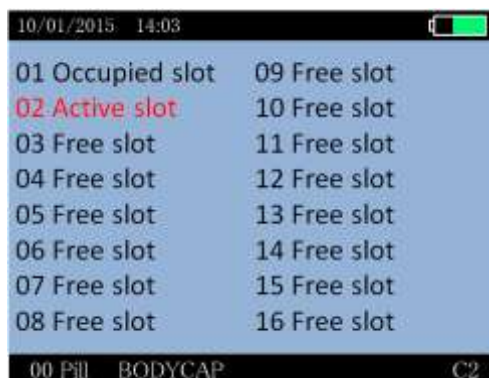 10/01/2015 14:03
01 Occupied slot
02 Active slot
03 Free slot
04 Free slot
05 Free slot
06 Free slot
07 Free slot
08 Free slot
09 Free slot
10 Free slot
11 Free slot
12 Free slot
13 Free slot
14 Free slot
15 Free slot
16 Free slot
00 Pill BODYCAP C2